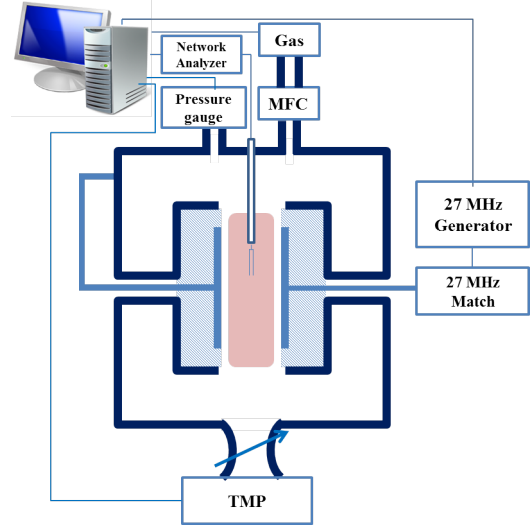 Network
Analyzer
Gas
Pressure
gauge
MFC
27 MHz
Generator
27 MHz
Match
TMP